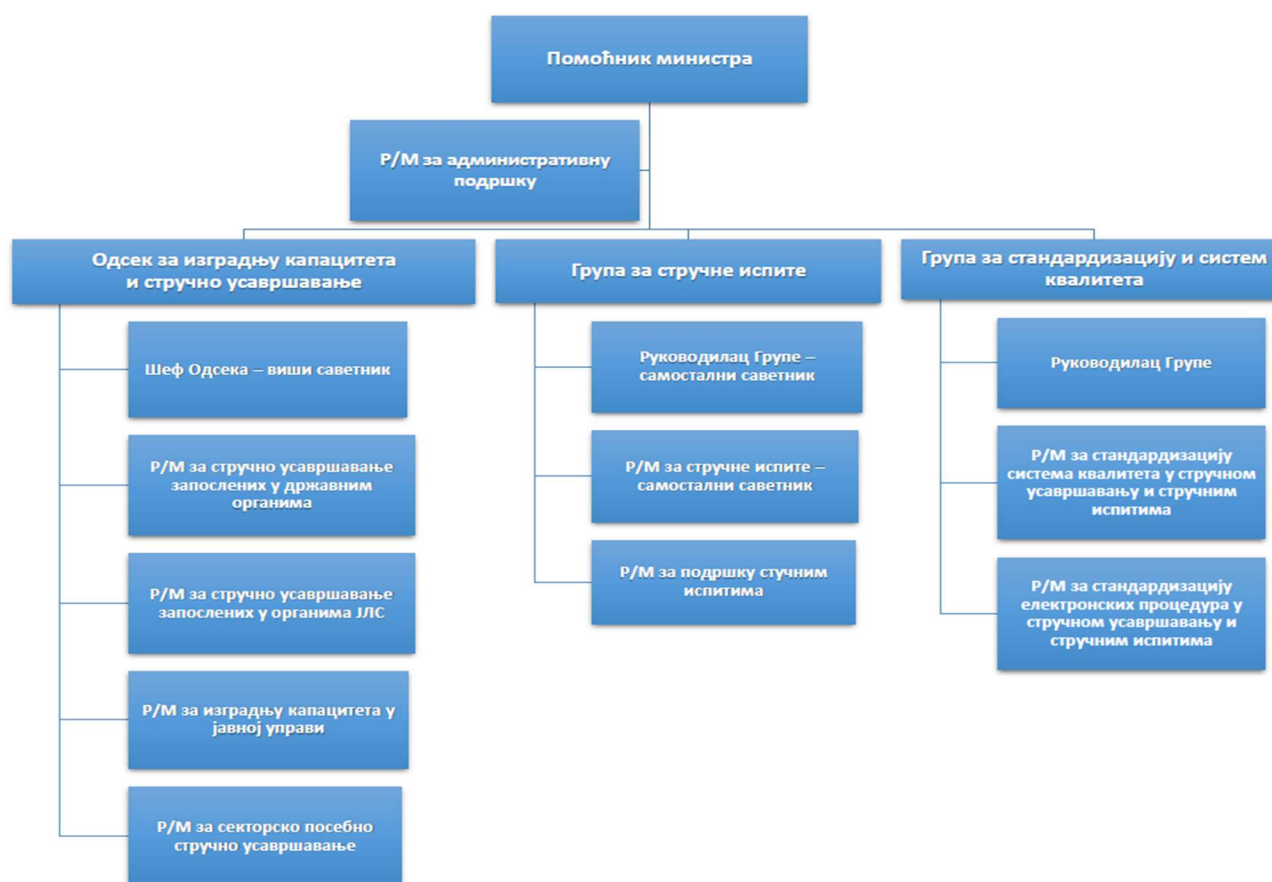 Помоћник министра
Р/М за административну
подршку
Одсек за изградњу капацитета
и стручно усавршавање
Шеф Одсека – виши саветник
Р/М за стручно усавршавање
запослених у државним
органима
Р/М за стручно усавршавање
запослених у органима ЈЛС
Р/М за изградњу капацитета у
јавној управи
Р/М за секторско посебно
стручно усавршавање
Група за стручне испите
Руководилац Групе –
самостални саветник
Р/М за стручне испите –
самостални саветник
Р/М за подршку стучним
испитима
Група за стандардизацију и систем
квалитета
Руководилац Групе
Р/М за стандардизацију
система квалитета у стручном
усавршавању и стручним
испитима
Р/М за стандардизацију
електронских процедура у
стручном усавршавању и
стручним испитима